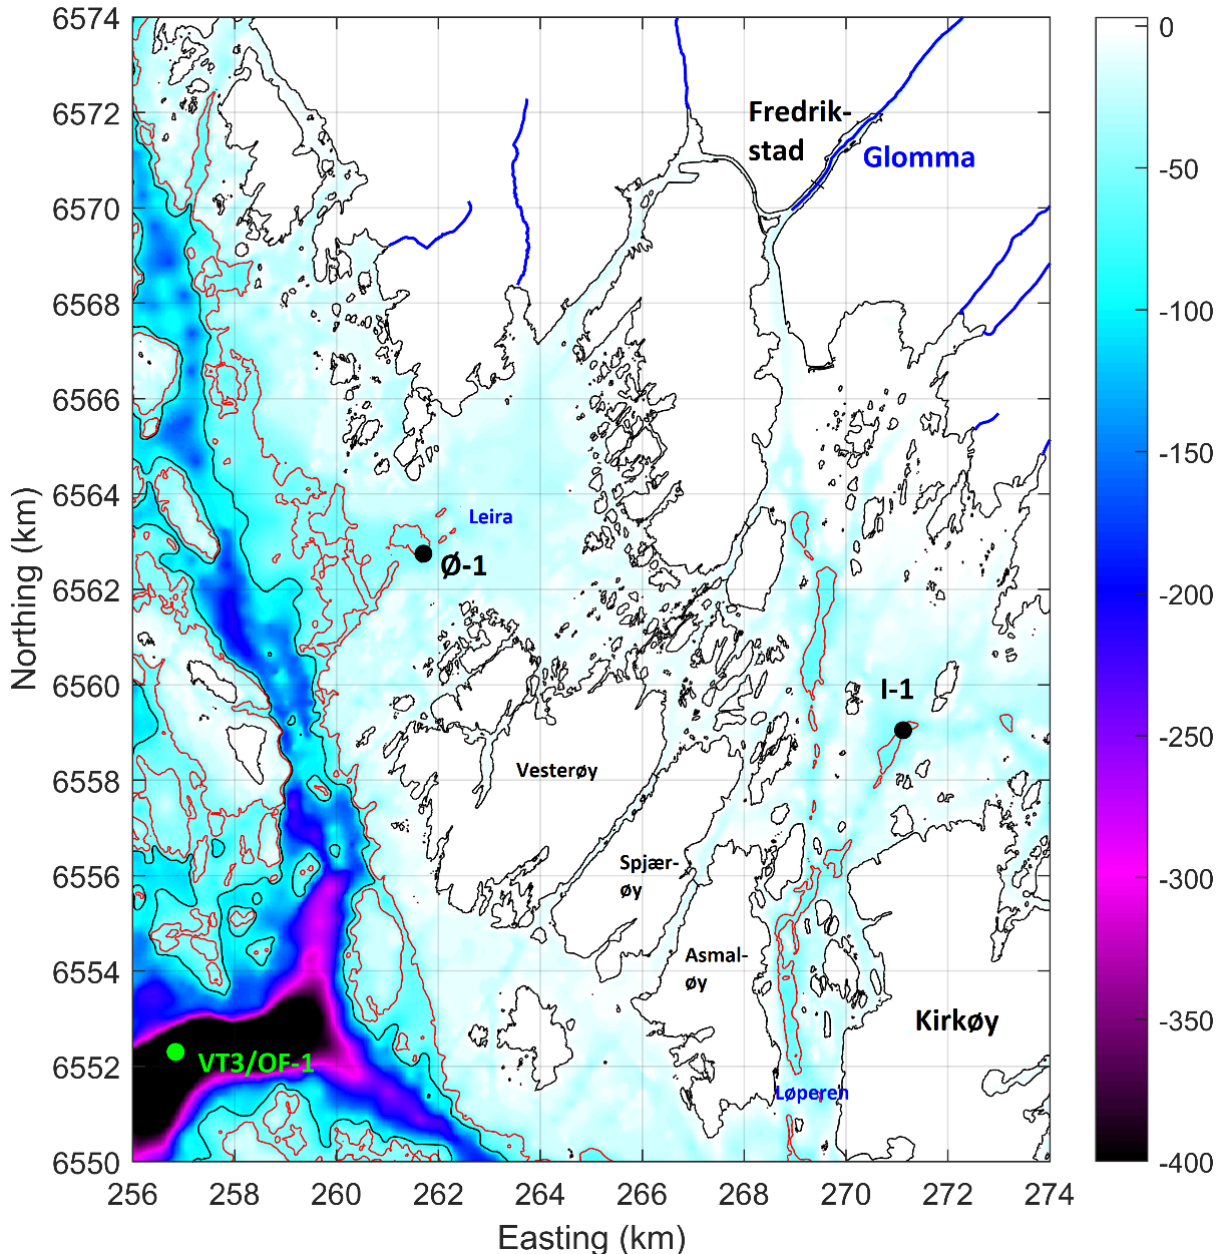 6574
6572
6570
6568
6566
6564
6562
6560
6558
6556
6554
6552
6550
Northing (km)
256
258
260
262
264
266
268
270
272
274
Easting (km)
Fredrik-
stad
Glomma
Leira
Ø-1
I-1
Vesterøy
Spjær-
øy
Asmal-
øy
Kirkøy
VT3/OF-1
Løperen
0
-50
-100
-150
-200
-250
-300
-350
-400